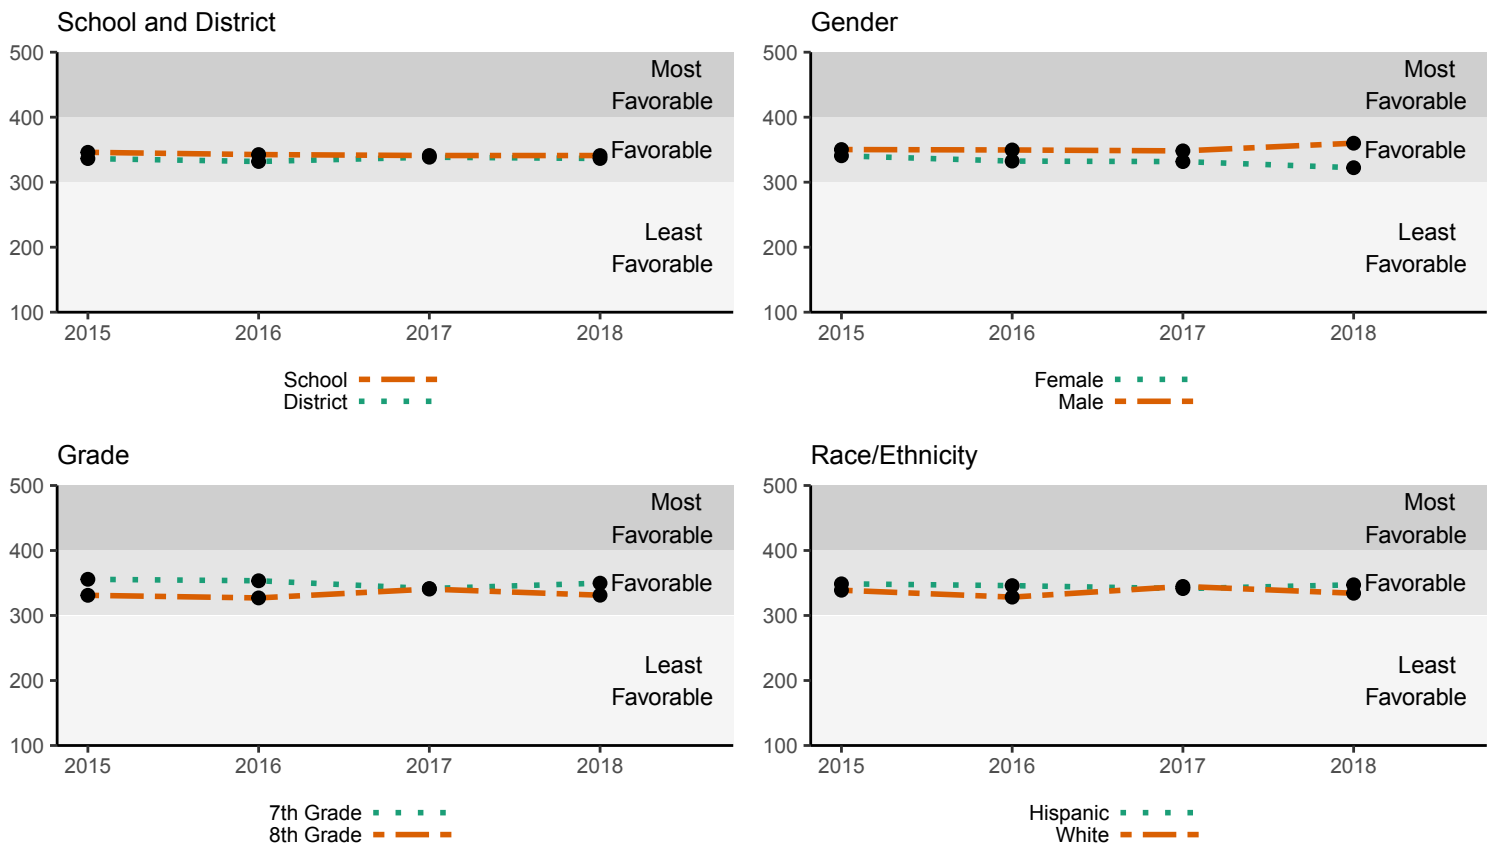 School and District
500
400
300
200
100
Most
Favorable
Favorable
Least
Favorable
2015 2016 2017 2018
School
District
Gender
500
400
300
200
100
Most
Favorable
Favorable
Least
Favorable
2015 2016 2017 2018
Female
Male
Grade
500
400
300
200
100
Most
Favorable
Favorable
Least
Favorable
2015 2016 2017 2018
7th Grade
8th Grade
Race/Ethnicity
500
400
300
200
100
Most
Favorable
Favorable
Least
Favorable
2015 2016 2017 2018
Hispanic
White